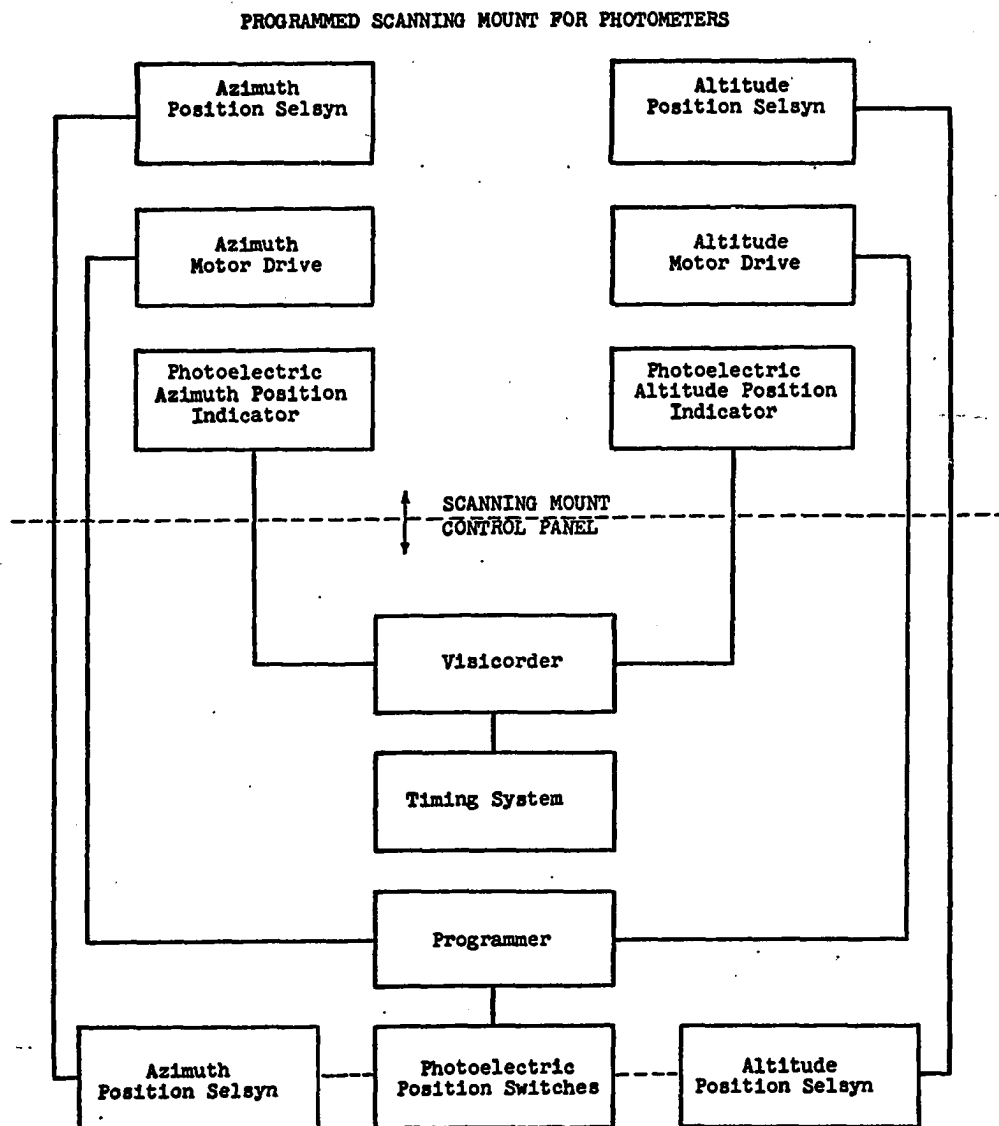 PROGRAMMED SCANNING MOUNT FOR PHOTOMETERS
Azimuth
Position Selsyn
Altitude
Position Selsyn
Azimuth
Motor Drive
Altitude
Motor Drive
Photoelectric
Azimuth Position
Indicator
Photoelectric
Altitude Position
Indicator
SCANNING MOUNT
CONTROL PANEL
Visicorder
Timing System
Programmer
Azimuth
Position Selsyn
Photoelectric
Position Switches
Altitude
Position Selsyn